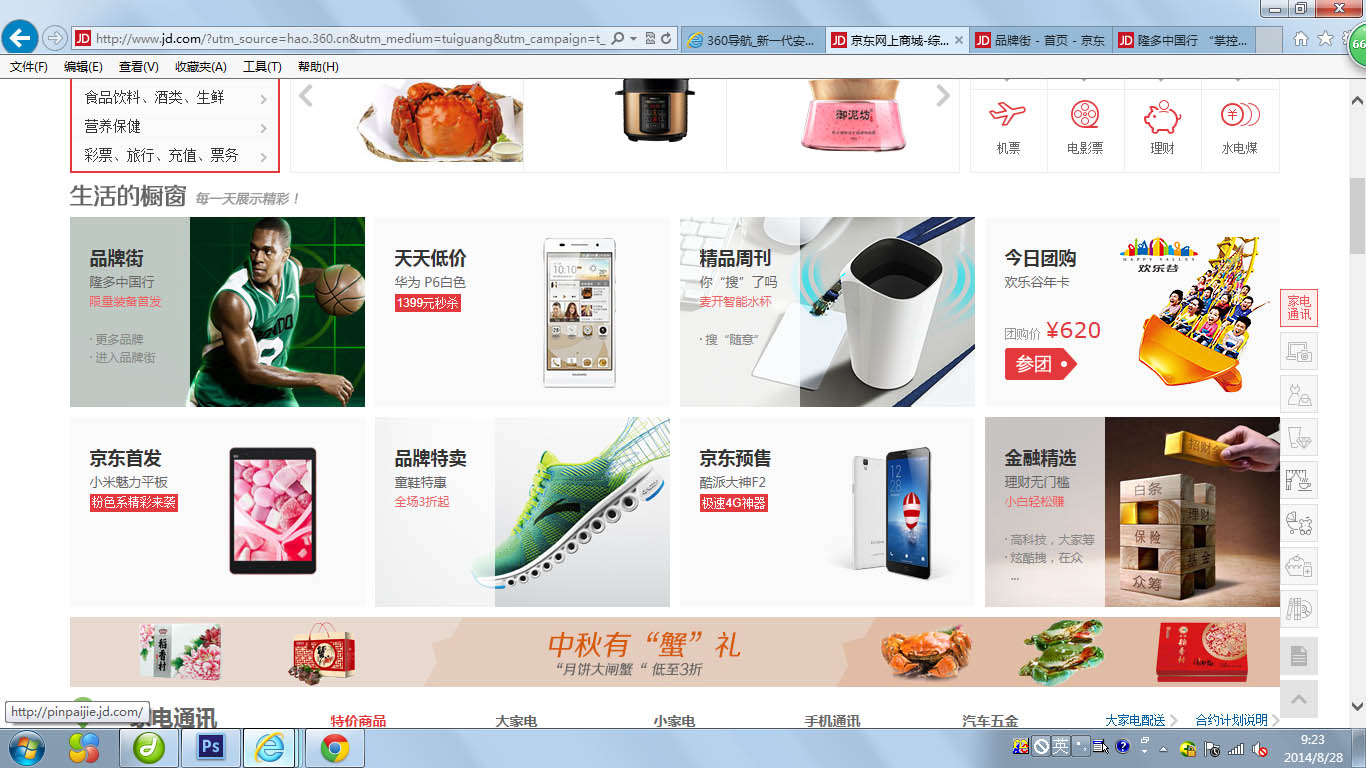 http://www.jd.com/?utm_source=hao.360.cn&utm_medium=tuiguang&utm_campaign=t_
360导航_新一代安...
JD 京东网上商城-综...
JD 品牌街 - 首页 - 京东
JD 隆多中国行 “掌控...
66
文件(F) 编辑(E) 查看(V) 收藏夹(A) 工具(T) 帮助(H)
食品饮料、酒类、生鲜
营养保健
彩票、旅行、充值、票务
御泥坊
机票
电影票
理财
水电煤
生活的橱窗 每一天展示精彩！
品牌街
隆多中国行
限量装备首发
· 更多品牌
· 进入品牌街
天天低价
华为 P6白色
1399元秒杀
精品周刊
你“搜”了吗
麦开智能水杯
· 搜“随意”
今日团购
欢乐谷年卡
团购价 ¥620
参团
HAPPY VALLEY
欢乐谷
家电
通讯
京东首发
小米魅力平板
粉色系精彩来袭
品牌特卖
童鞋特惠
全场3折起
京东预售
酷派大神F2
极速4G神器
金融精选
理财无门槛
小白轻松赚
· 高科技，大家筹
· 炫酷拽，在众
...
招财金
白条
理财
保险
基金
众筹
稻香村
蟹
中秋有“蟹”礼
“月饼大闸蟹“ 低至3折
家电通讯
特价商品
大家电
小家电
手机通讯
汽车五金
大家电配送
合约计划说明
http://pinpaijie.jd.com/
Ps
英
9:23
2014/8/28